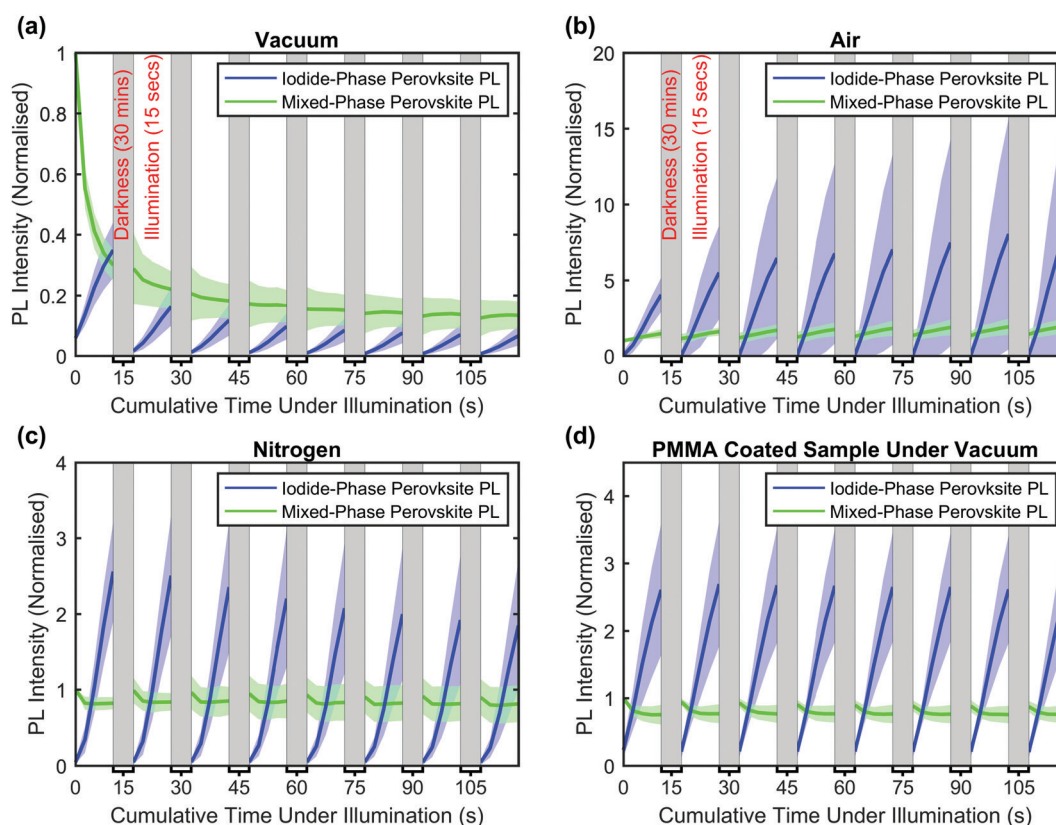 (a)
Vacuum
PL Intensity (Normalised)
1
0.8
0.6
0.4
0.2
0
Iodide-Phase Perovksite PL
Mixed-Phase Perovskite PL
Darkness (30 mins)
Illumination (15 secs)
0 15 30 45 60 75 90 105
Cumulative Time Under Illumination (s)
(b)
Air
PL Intensity (Normalised)
20
15
10
5
0
Iodide-Phase Perovksite PL
Mixed-Phase Perovskite PL
Darkness (30 mins)
Illumination (15 secs)
0 15 30 45 60 75 90 105
Cumulative Time Under Illumination (s)
(c)
Nitrogen
PL Intensity (Normalised)
4
3
2
1
0
Iodide-Phase Perovksite PL
Mixed-Phase Perovskite PL
0 15 30 45 60 75 90 105
Cumulative Time Under Illumination (s)
(d)
PMMA Coated Sample Under Vacuum
PL Intensity (Normalised)
4
3
2
1
0
Iodide-Phase Perovksite PL
Mixed-Phase Perovskite PL
0 15 30 45 60 75 90 105
Cumulative Time Under Illumination (s)